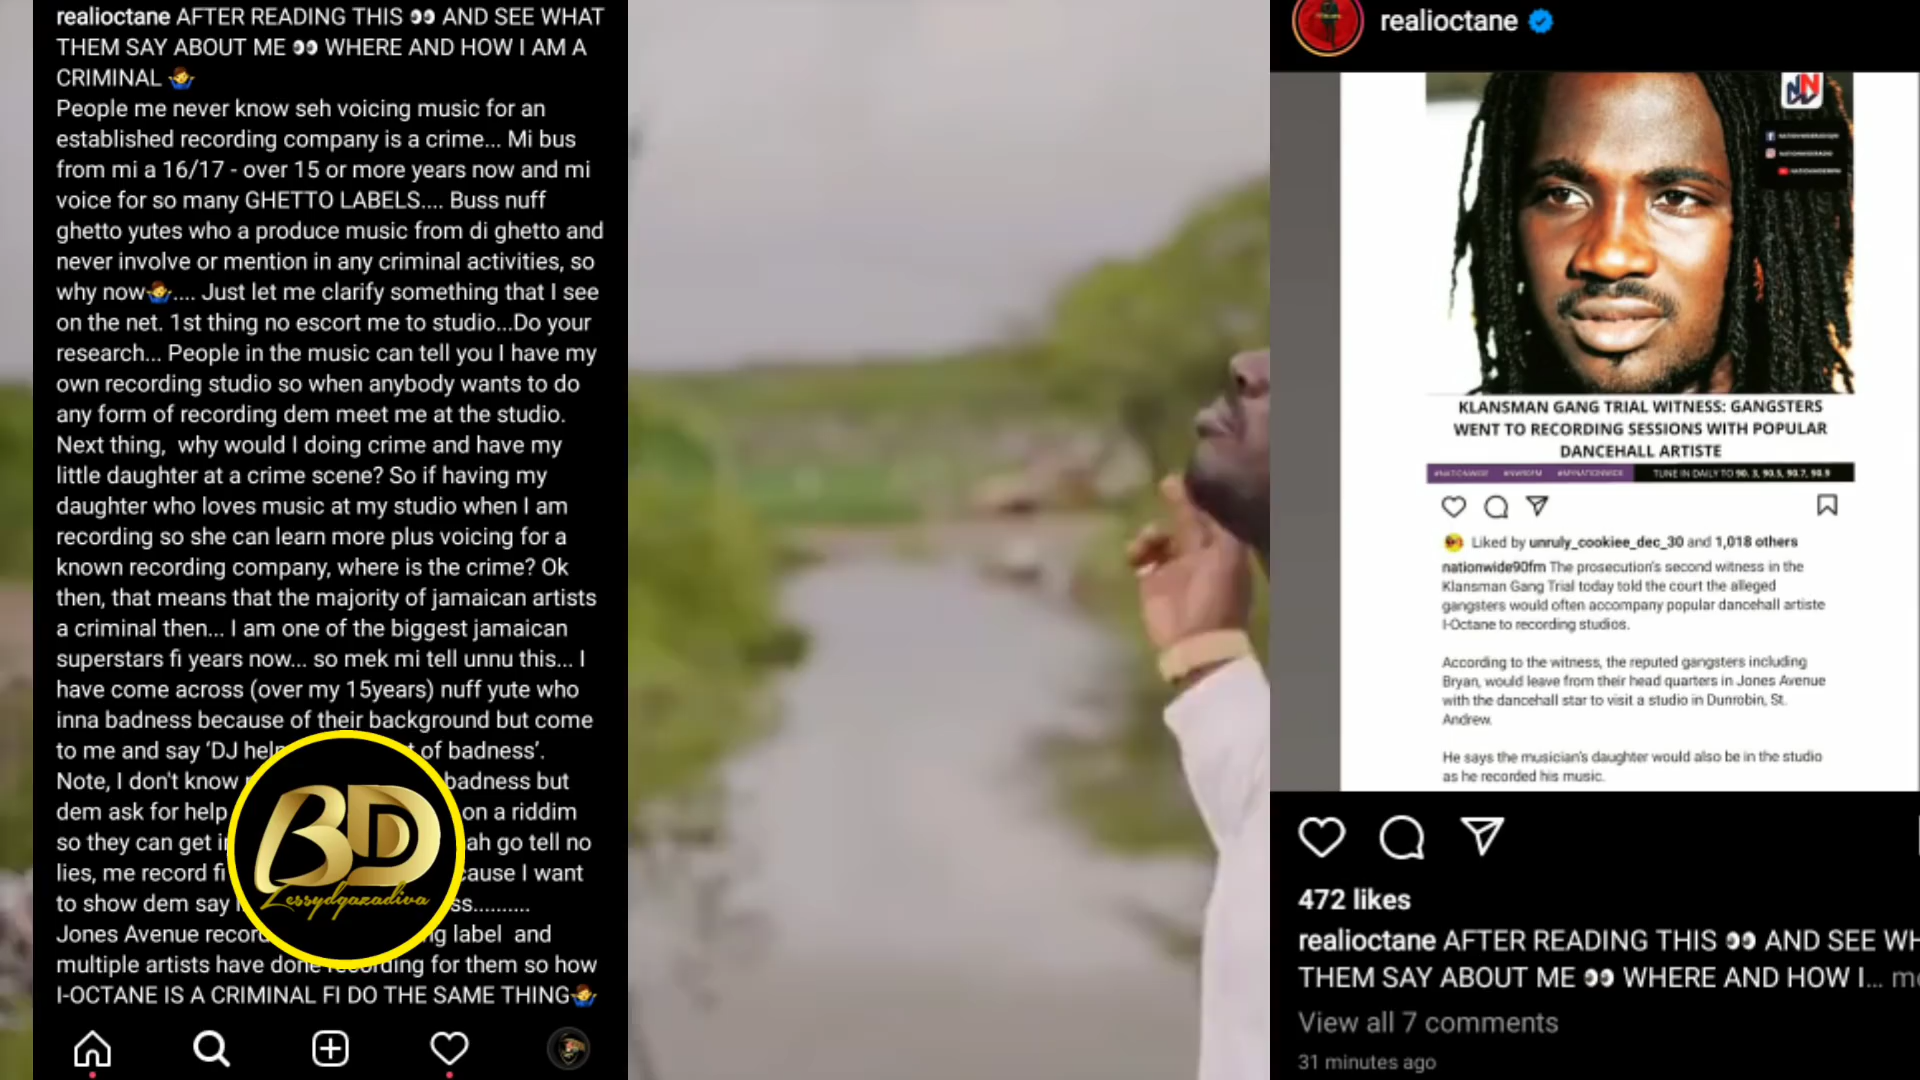 realioctane AFTER READING THIS 👀 AND SEE WHAT
THEM SAY ABOUT ME 👀 WHERE AND HOW I AM A
CRIMINAL 🤷
People me never know seh voicing music for an
established recording company is a crime... Mi bus
from mi a 16/17 - over 15 or more years now and mi
voice for so many GHETTO LABELS.... Buss nuff
ghetto yutes who a produce music from di ghetto and
never involve or mention in any criminal activities, so
why now🤷.... Just let me clarify something that I see
on the net. 1st thing no escort me to studio...Do your
research... People in the music can tell you I have my
own recording studio so when anybody wants to do
any form of recording dem meet me at the studio.
Next thing, why would I doing crime and have my
little daughter at a crime scene? So if having my
daughter who loves music at my studio when I am
recording so she can learn more plus voicing for a
known recording company, where is the crime? Ok
then, that means that the majority of jamaican artists
a criminal then... I am one of the biggest jamaican
superstars fi years now... so mek mi tell unnu this... I
have come across (over my 15years) nuff yute who
inna badness because of their background but come
to me and say ‘DJ help of badness’.
Note, I don't know badness but
dem ask for help on a riddim
so they can get go tell no
lies, me record fi I want
to show dem say
Jones Avenue label and
multiple artists have done recording for them so how
I-OCTANE IS A CRIMINAL FI DO THE SAME THING🤷
BD
Lessydgazadiva
realioctane
KLANSMAN GANG TRIAL WITNESS: GANGSTERS
WENT TO RECORDING SESSIONS WITH POPULAR
DANCEHALL ARTISTE
#NATIONWIDE #NW90FM #MYNATIONWIDE TUNE IN DAILY TO 90.3, 90.5, 90.7, 90.9
Liked by unruly_cookiee_dec_30 and 1,018 others
nationwide90fm The prosecution's second witness in the
Klansman Gang Trial today told the court the alleged
gangsters would often accompany popular dancehall artiste
I-Octane to recording studios.
According to the witness, the reputed gangsters including
Bryan, would leave from their head quarters in Jones Avenue
with the dancehall star to visit a studio in Dunrobin, St.
Andrew.
He says the musician's daughter would also be in the studio
as he recorded his music.
472 likes
realioctane AFTER READING THIS 👀 AND SEE WH
THEM SAY ABOUT ME 👀 WHERE AND HOW I...
View all 7 comments
31 minutes ago